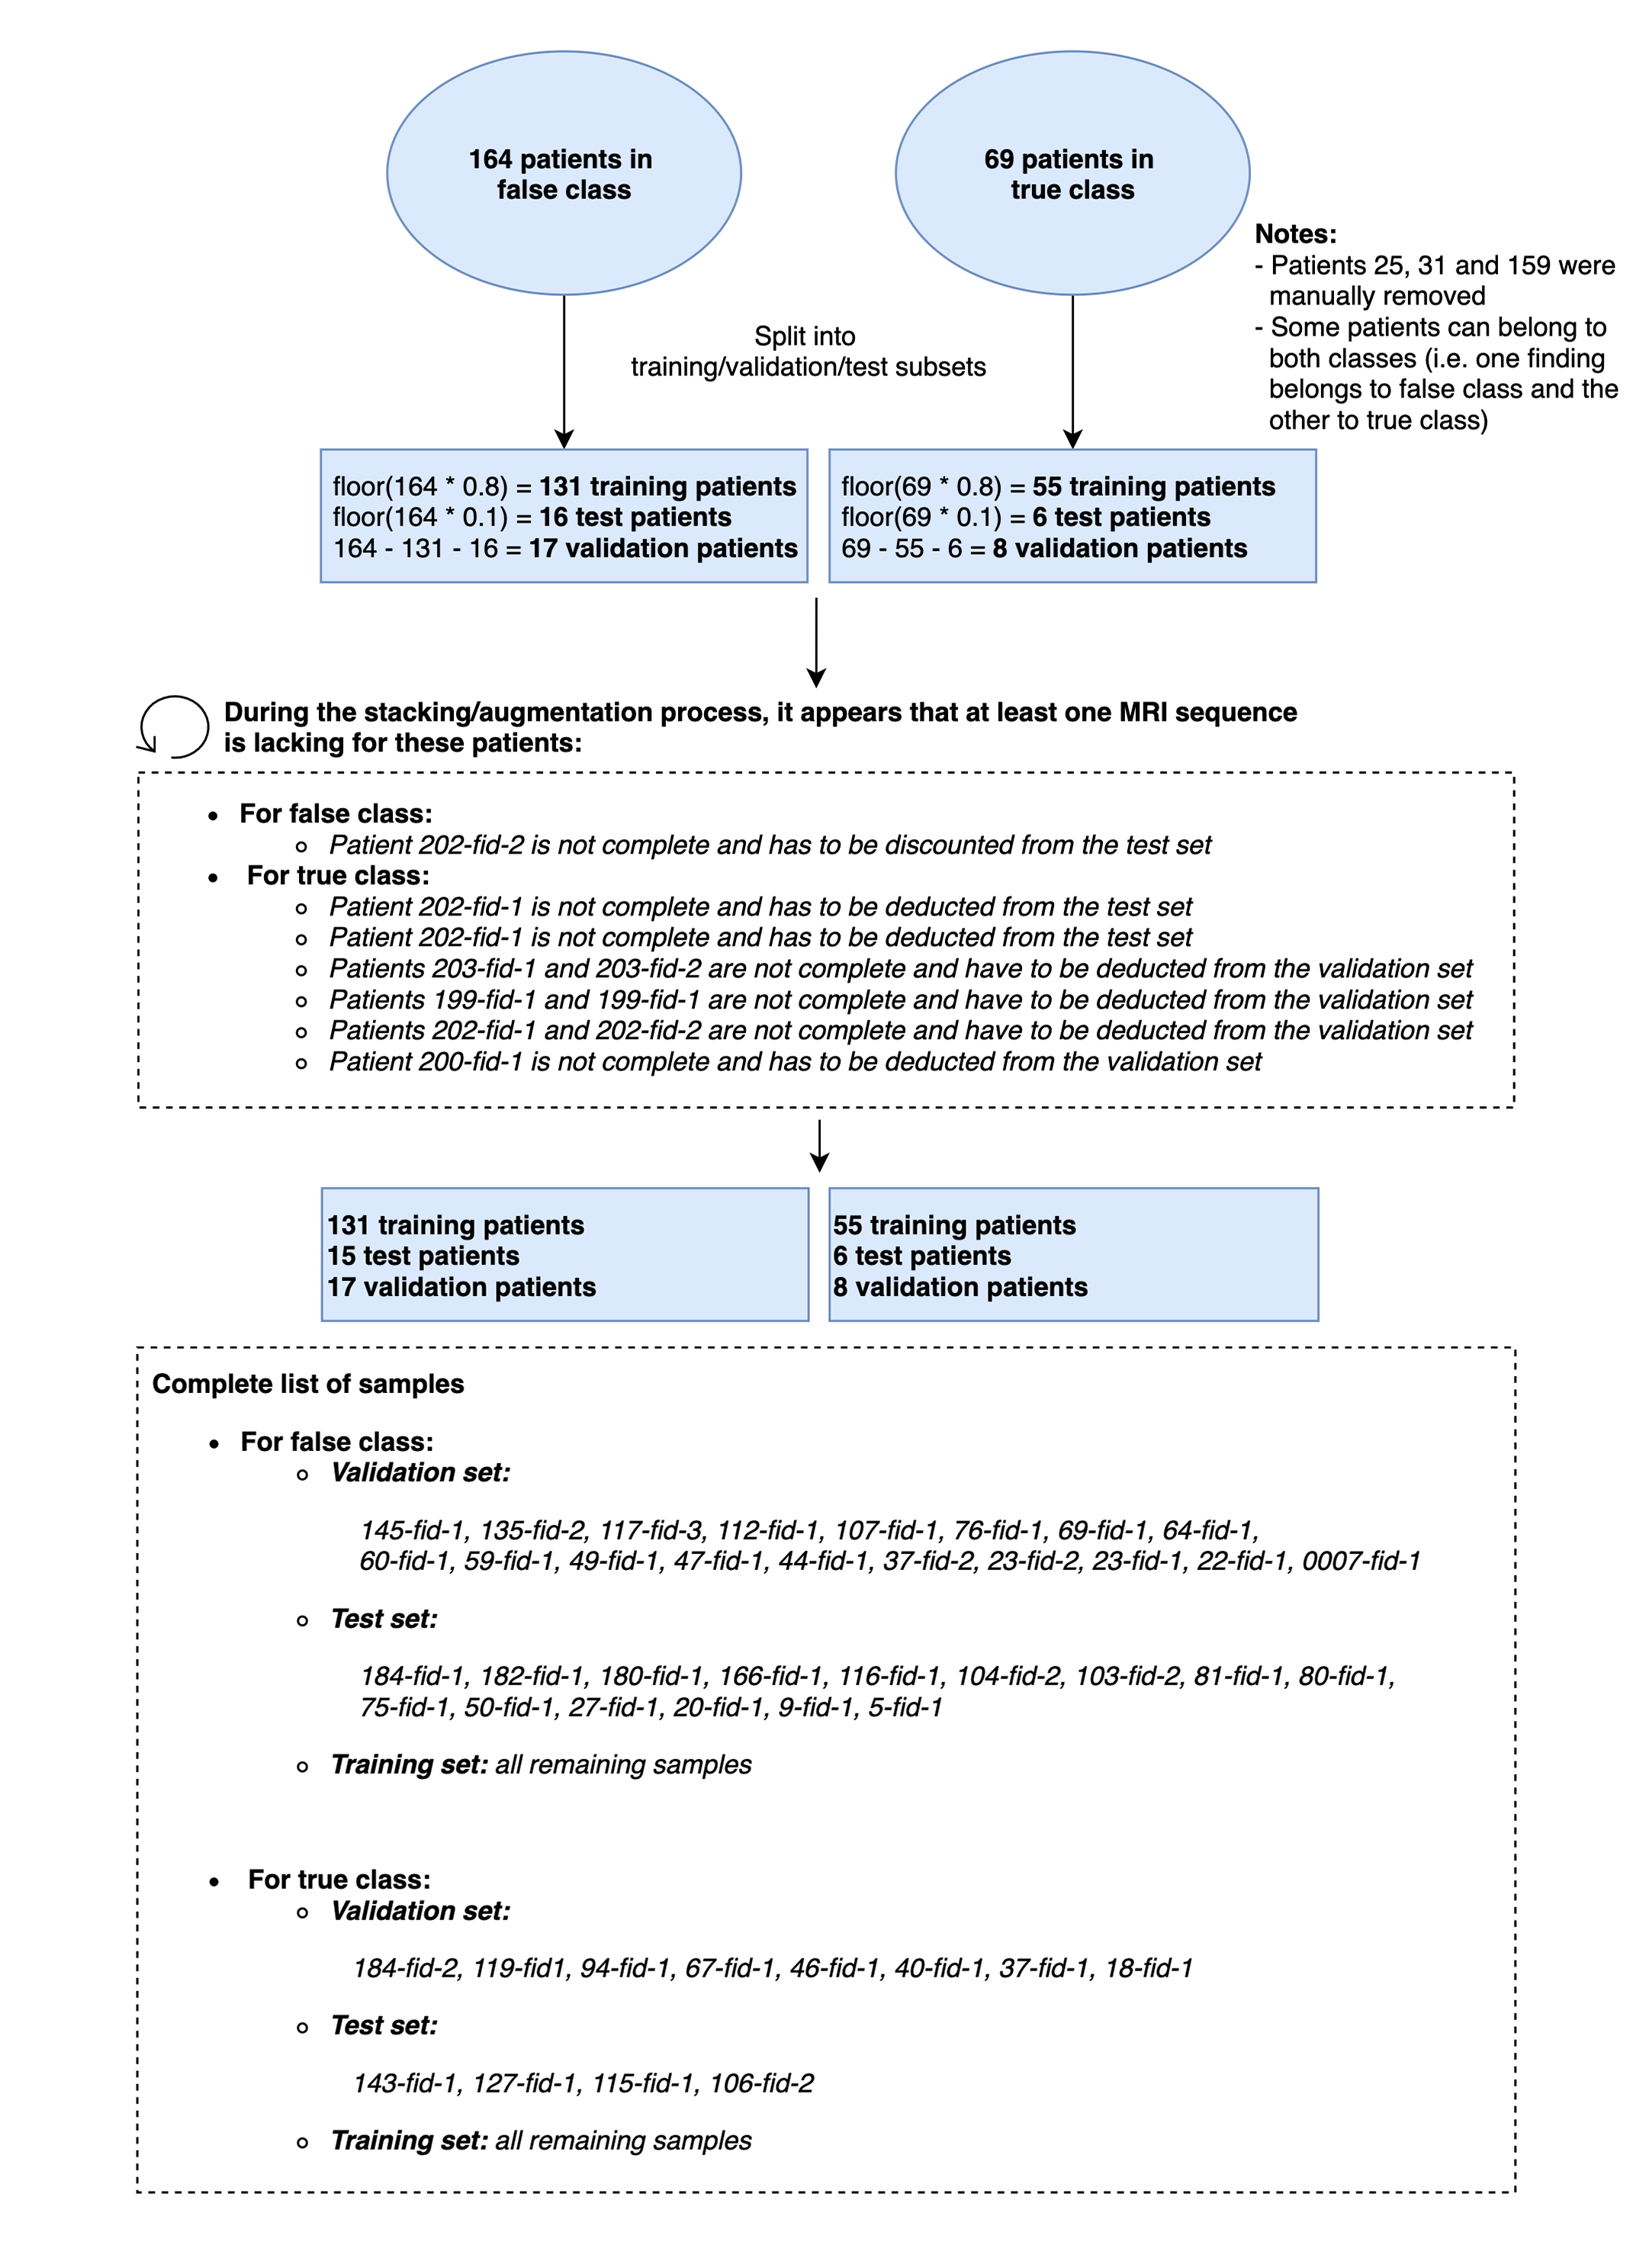 164 patients in
false class
69 patients in
true class
Notes:
- Patients 25, 31 and 159 were
manually removed
- Some patients can belong to
both classes (i.e. one finding
belongs to false class and the
other to true class)
Split into
training/validation/test subsets
floor(164 * 0.8) = 131 training patients
floor(164 * 0.1) = 16 test patients
164 - 131 - 16 = 17 validation patients
floor(69 * 0.8) = 55 training patients
floor(69 * 0.1) = 6 test patients
69 - 55 - 6 = 8 validation patients
During the stacking/augmentation process, it appears that at least one MRI sequence
is lacking for these patients:
• For false class:
Patient 202-fid-2 is not complete and has to be discounted from the test set
• For true class:
Patient 202-fid-1 is not complete and has to be deducted from the test set
Patient 202-fid-1 is not complete and has to be deducted from the test set
Patients 203-fid-1 and 203-fid-2 are not complete and have to be deducted from the validation set
Patients 199-fid-1 and 199-fid-1 are not complete and have to be deducted from the validation set
Patients 202-fid-1 and 202-fid-2 are not complete and have to be deducted from the validation set
Patient 200-fid-1 is not complete and has to be deducted from the validation set
131 training patients
15 test patients
17 validation patients
55 training patients
6 test patients
8 validation patients
Complete list of samples
• For false class:
Validation set:
145-fid-1, 135-fid-2, 117-fid-3, 112-fid-1, 107-fid-1, 76-fid-1, 69-fid-1, 64-fid-1,
60-fid-1, 59-fid-1, 49-fid-1, 47-fid-1, 44-fid-1, 37-fid-2, 23-fid-2, 23-fid-1, 22-fid-1, 0007-fid-1
Test set:
184-fid-1, 182-fid-1, 180-fid-1, 166-fid-1, 116-fid-1, 104-fid-2, 103-fid-2, 81-fid-1, 80-fid-1,
75-fid-1, 50-fid-1, 27-fid-1, 20-fid-1, 9-fid-1, 5-fid-1
Training set: all remaining samples
• For true class:
Validation set:
184-fid-2, 119-fid1, 94-fid-1, 67-fid-1, 46-fid-1, 40-fid-1, 37-fid-1, 18-fid-1
Test set:
143-fid-1, 127-fid-1, 115-fid-1, 106-fid-2
Training set: all remaining samples